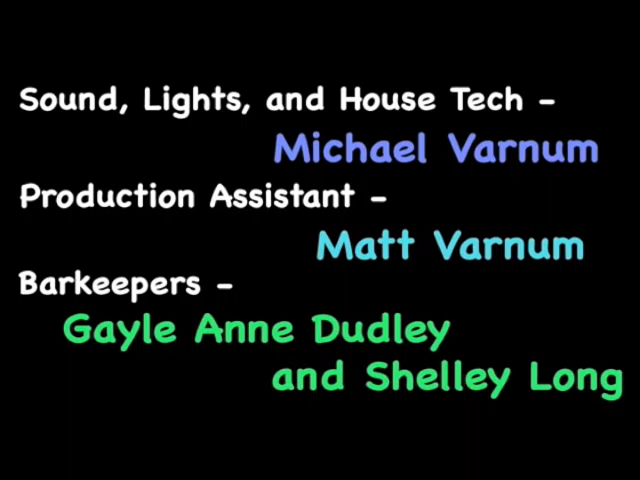 Sound, Lights, and House Tech -
Michael Varnum
Production Assistant -
Matt Varnum
Barkeepers -
Gayle Anne Dudley
and Shelley Long